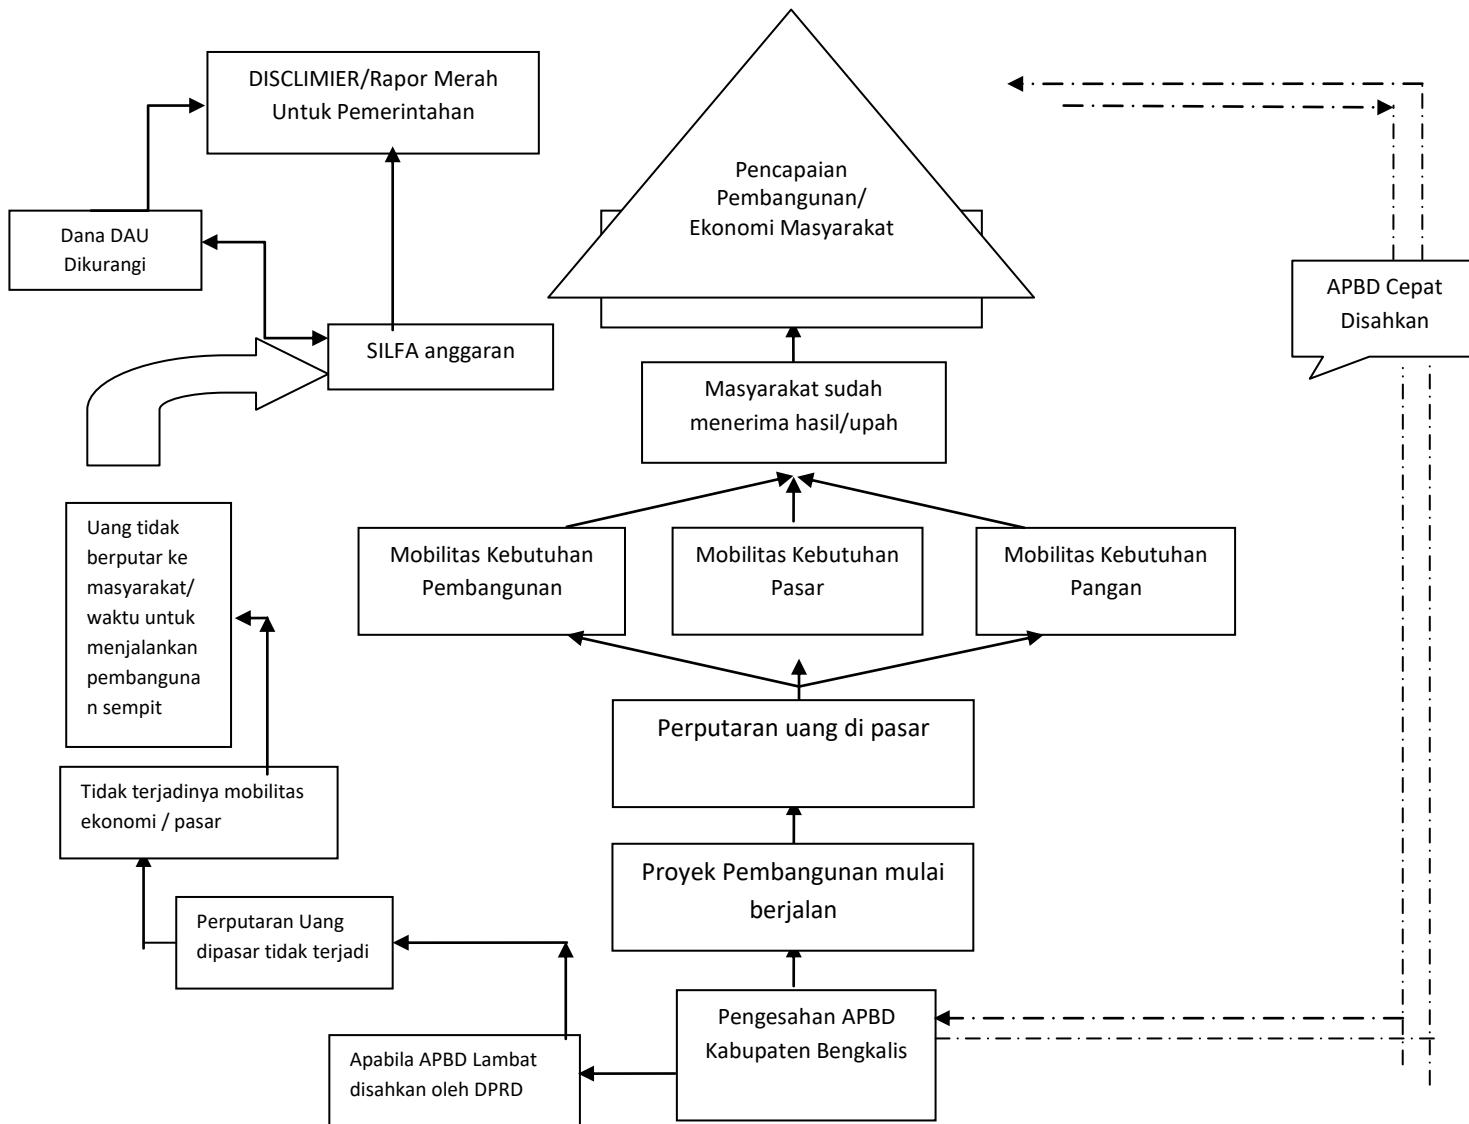 DISCLIMIER/Rapor Merah
Untuk Pemerintahan
Pencapaian
Pembangunan/
Ekonomi Masyarakat
Dana DAU
Dikurangi
APBD Cepat
Disahkan
SILFA anggaran
Masyarakat sudah
menerima hasil/upah
Uang tidak
berputar ke
masyarakat/
waktu untuk
menjalankan
pembanguna
n sempit
Mobilitas Kebutuhan
Pembangunan
Mobilitas Kebutuhan
Pasar
Mobilitas Kebutuhan
Pangan
Perputaran uang di pasar
Tidak terjadinya mobilitas
ekonomi / pasar
Proyek Pembangunan mulai
berjalan
Perputaran Uang
dipasar tidak terjadi
Pengesahan APBD
Kabupaten Bengkalis
Apabila APBD Lambat
disahkan oleh DPRD